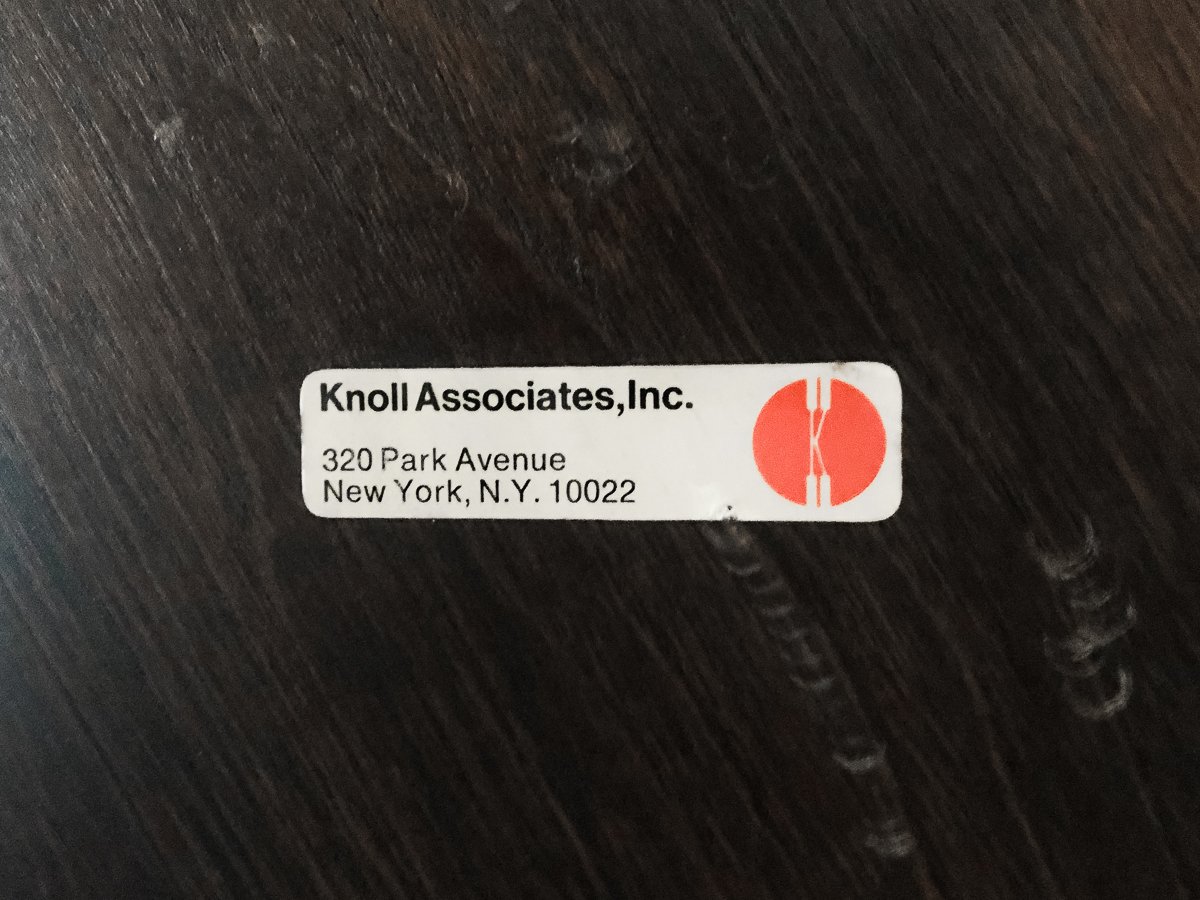 Knoll Associates, Inc.
320 Park Avenue
New York, N.Y. 10022
K